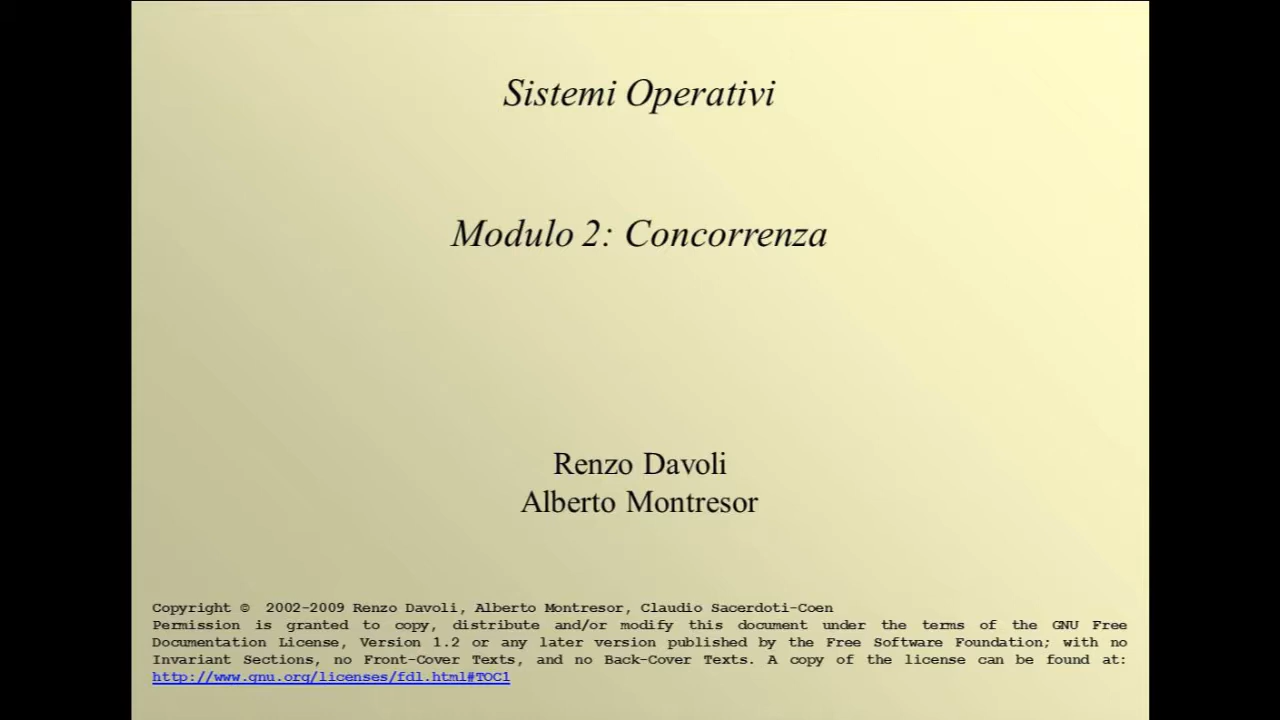 Sistemi Operativi
Modulo 2: Concorrenza
Renzo Davoli
Alberto Montresor
Copyright © 2002-2009 Renzo Davoli, Alberto Montresor, Claudio Sacerdoti-Coen
Permission is granted to copy, distribute and/or modify this document under the terms of the GNU Free
Documentation License, Version 1.2 or any later version published by the Free Software Foundation; with no
Invariant Sections, no Front-Cover Texts, and no Back-Cover Texts. A copy of the license can be found at:
http://www.gnu.org/licenses/fdl.html#TOC1